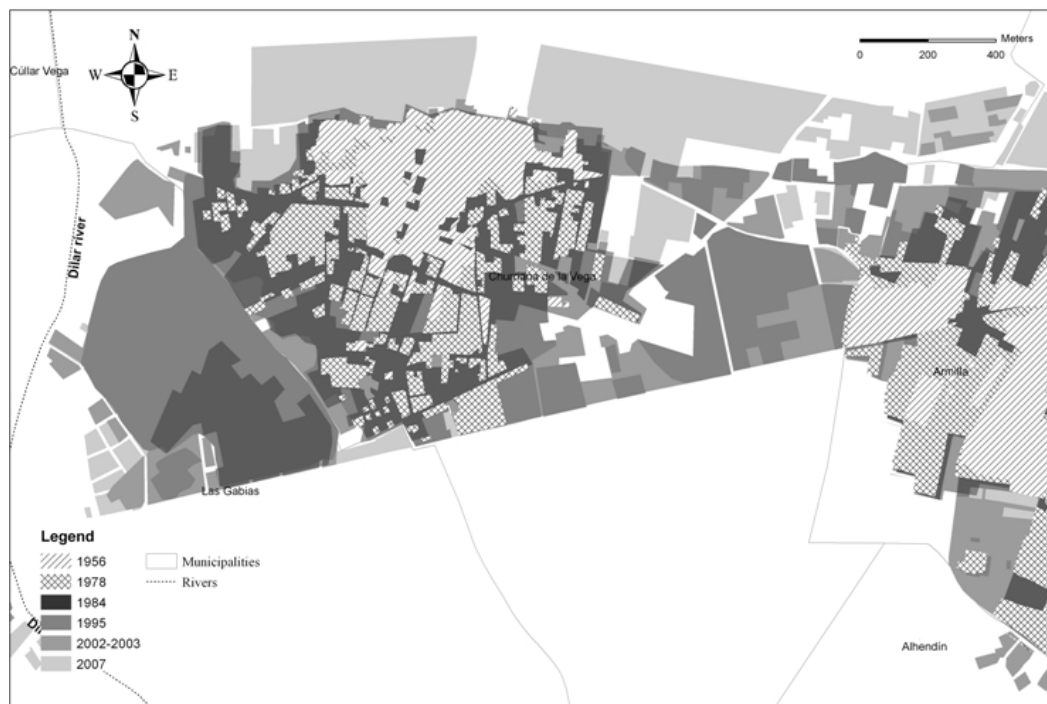 N
W E
S
Meters
0 200 400
Cúllar Vega
Dilar river
Churriana de la Vega
Armilla
Las Gabias
Legend
1956
1978
1984
1995
2002-2003
2007
Municipalities
Rivers
Alhendín